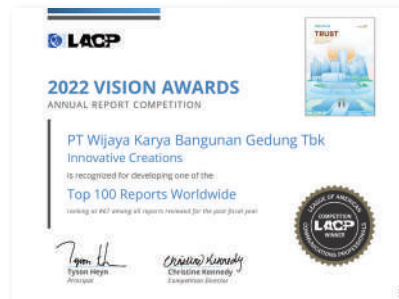 LACP
TRUST
2022 VISION AWARDS
ANNUAL REPORT COMPETITION
PT Wijaya Karya Bangunan Gedung Tbk
Innovative Creations
is recognized for developing one of the
Top 100 Reports Worldwide
ranking at #67 among all reports reviewed for the past fiscal year
Tyson Heyn
Principal
Christine Kennedy
Competition Director
LEAGUE OF AMERICAN
COMPETITION
LACP
WINNER
COMMUNICATIONS PROFESSIONALS